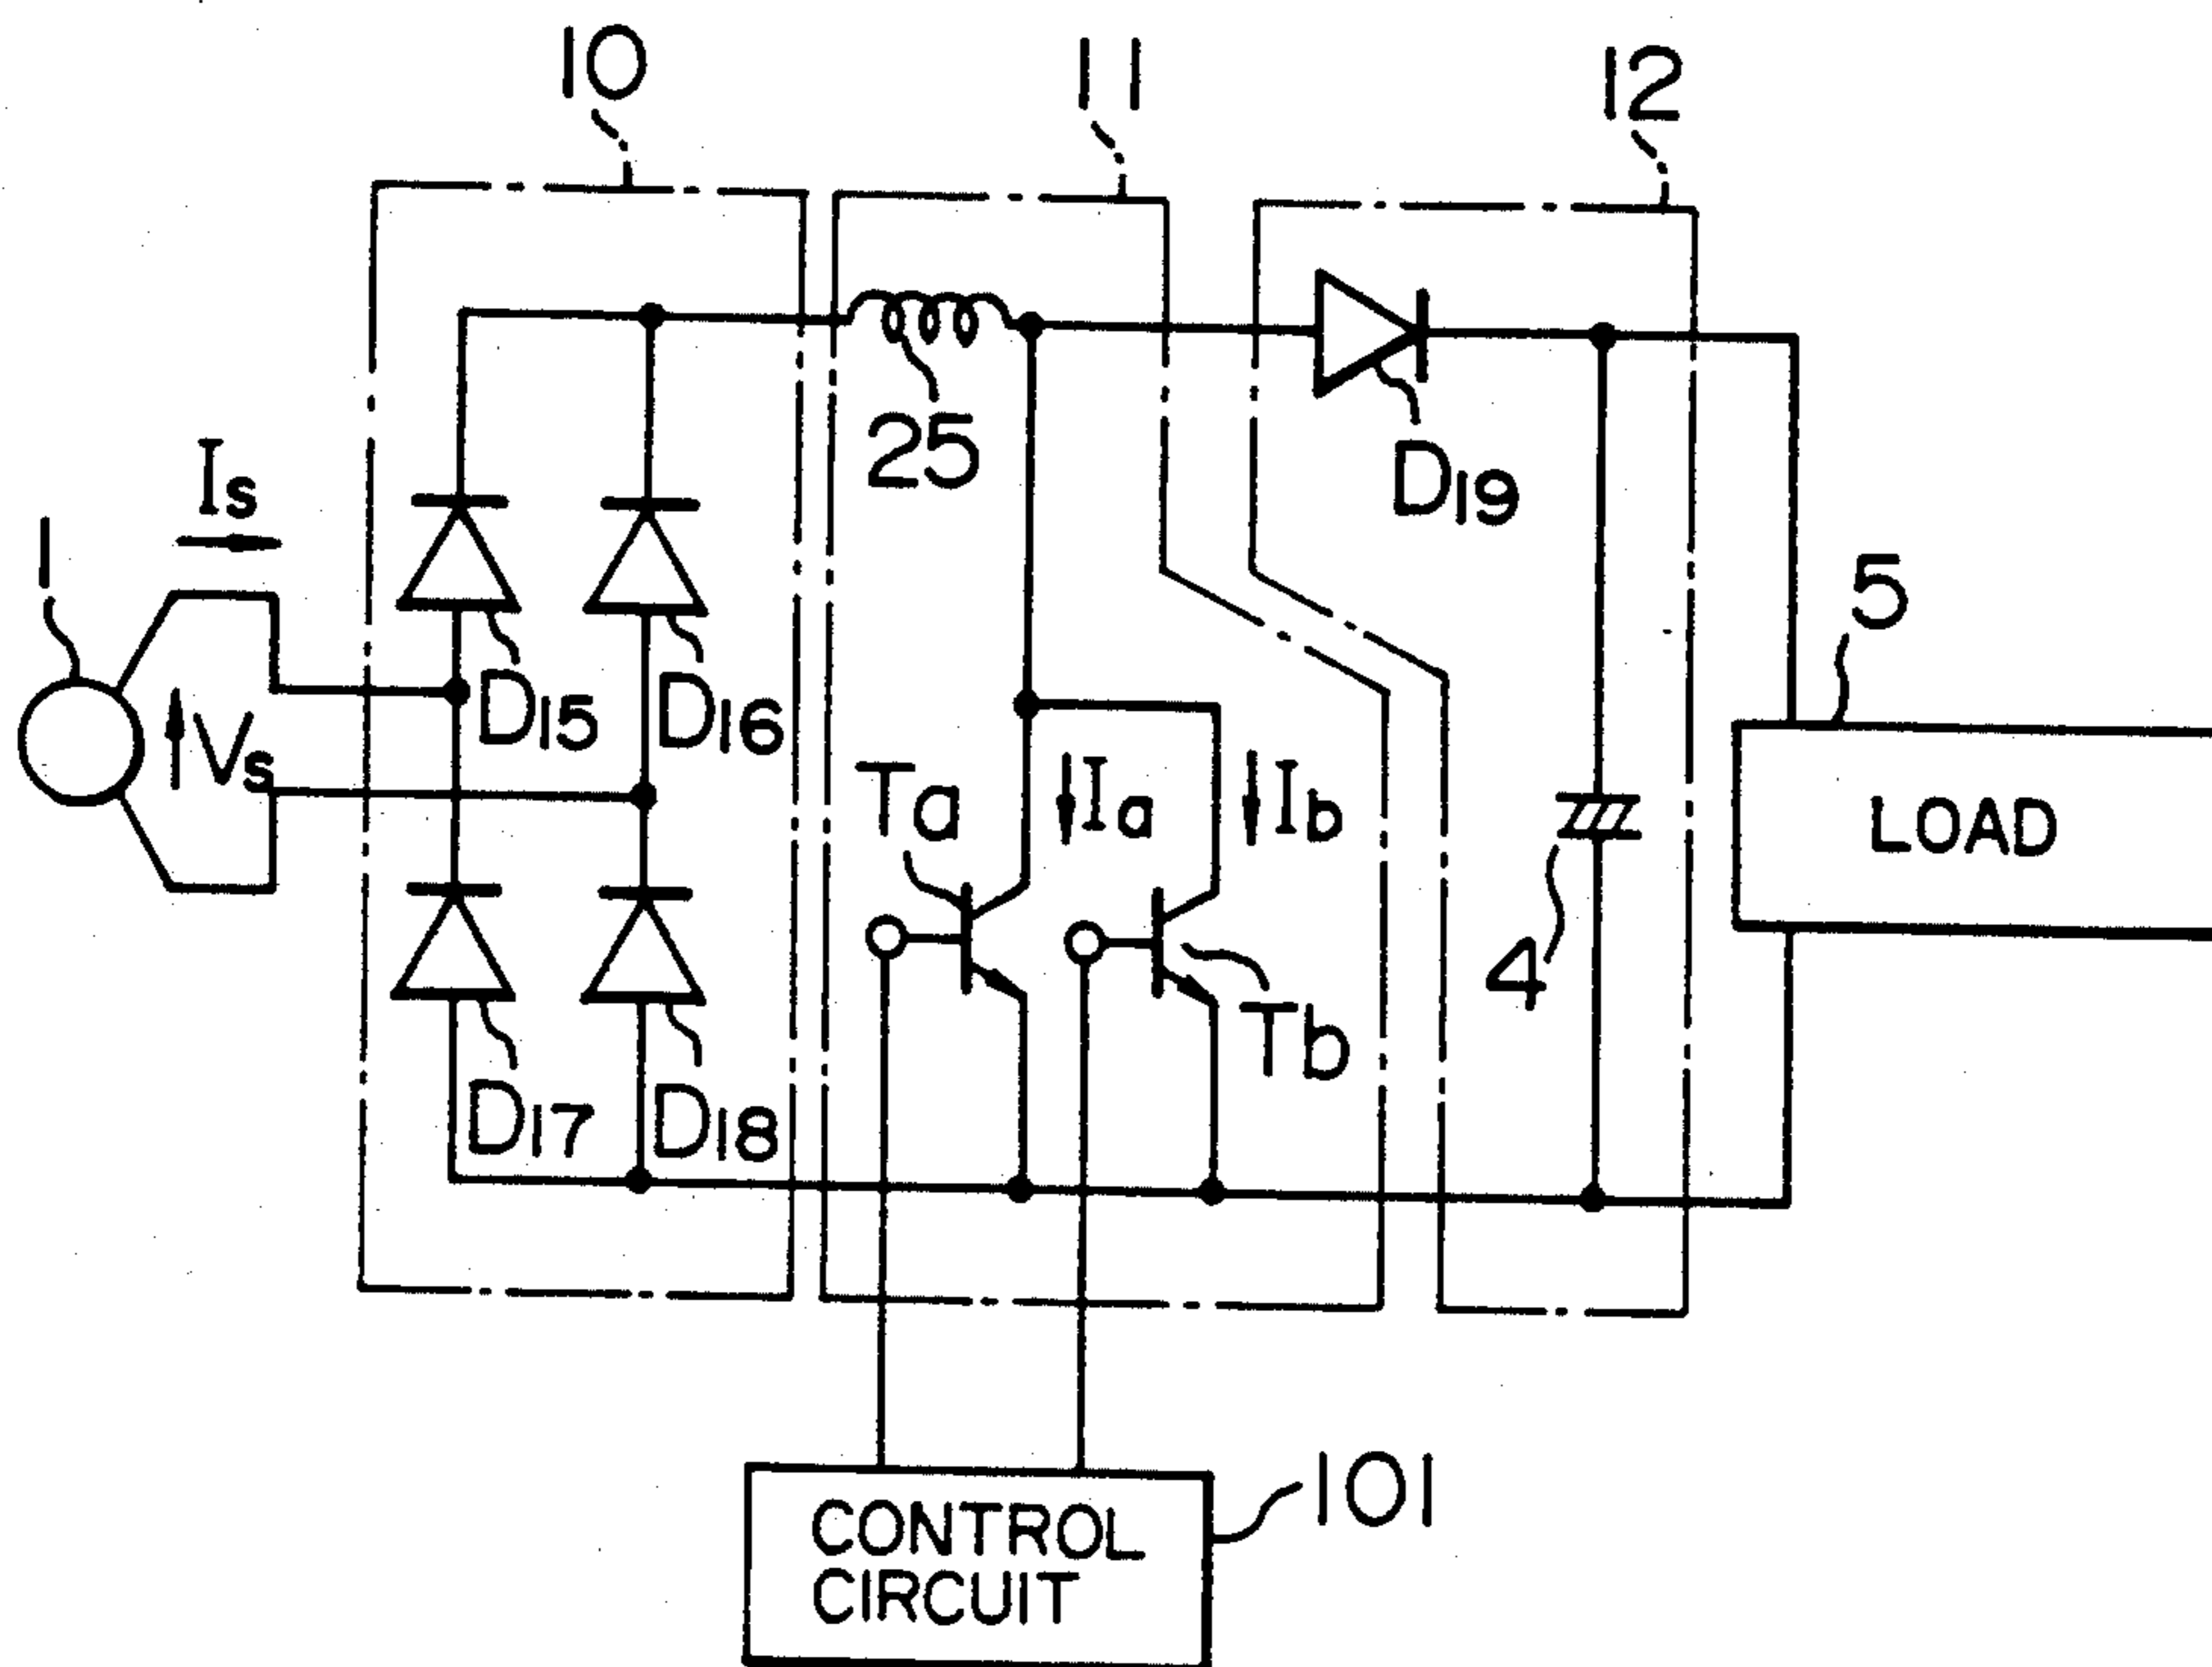 10
11
12
25
D19
Is
1
5
D15
D16
Vs
Ta
Ia
Ib
LOAD
4
Tb
D17
D18
101
CONTROL
CIRCUIT